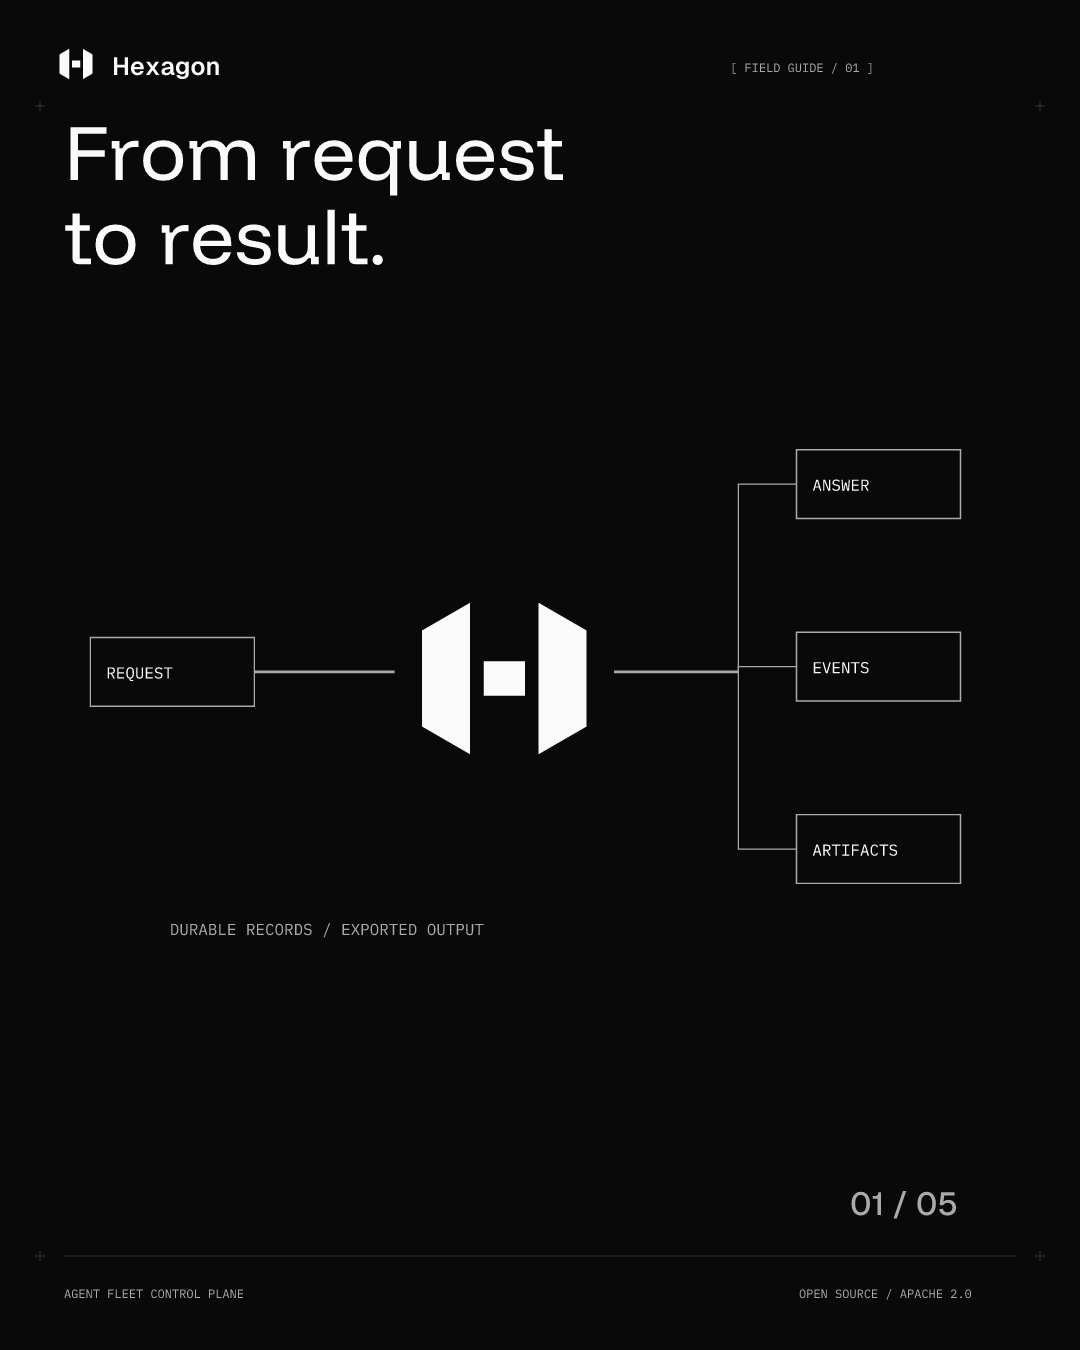 Hexagon
[ FIELD GUIDE / 01 ]
From request
to result.
ANSWER
REQUEST
EVENTS
ARTIFACTS
DURABLE RECORDS / EXPORTED OUTPUT
01 / 05
AGENT FLEET CONTROL PLANE
OPEN SOURCE / APACHE 2.0